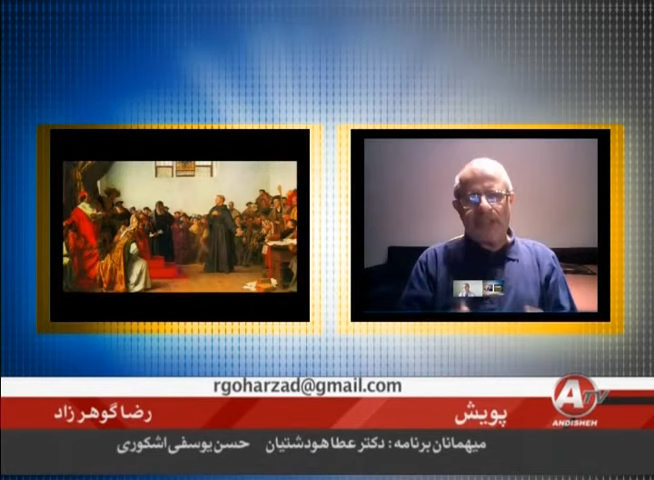 rgoharzad@gmail.com
پویش رضا گوهر زاد
میهمانان برنامه : دکتر عطا هودشتیان حسن یوسفی اشکوری
ATV
ANDISHEH